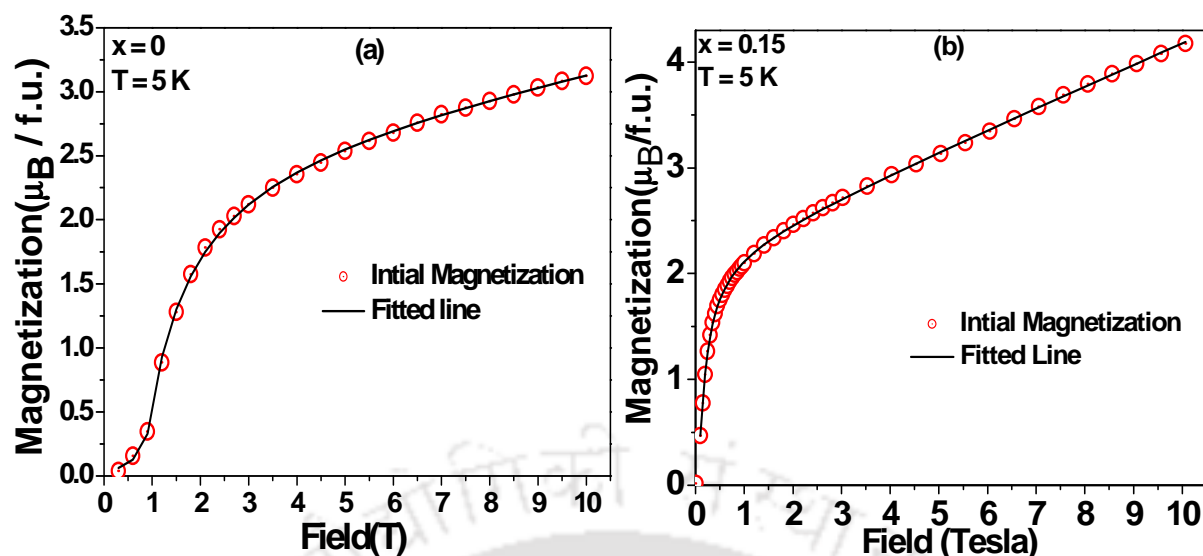 x = 0
T = 5 K
(a)
3.5
3.0
2.5
2.0
1.5
1.0
0.5
0.0
Magnetization(μB / f.u.)
Intial Magnetization
Fitted line
0 1 2 3 4 5 6 7 8 9 10
Field(T)
x = 0.15
T = 5 K
(b)
4
3
2
1
0
Magnetization(μB/f.u.)
Intial Magnetization
Fitted Line
0 1 2 3 4 5 6 7 8 9 10
Field (Tesla)